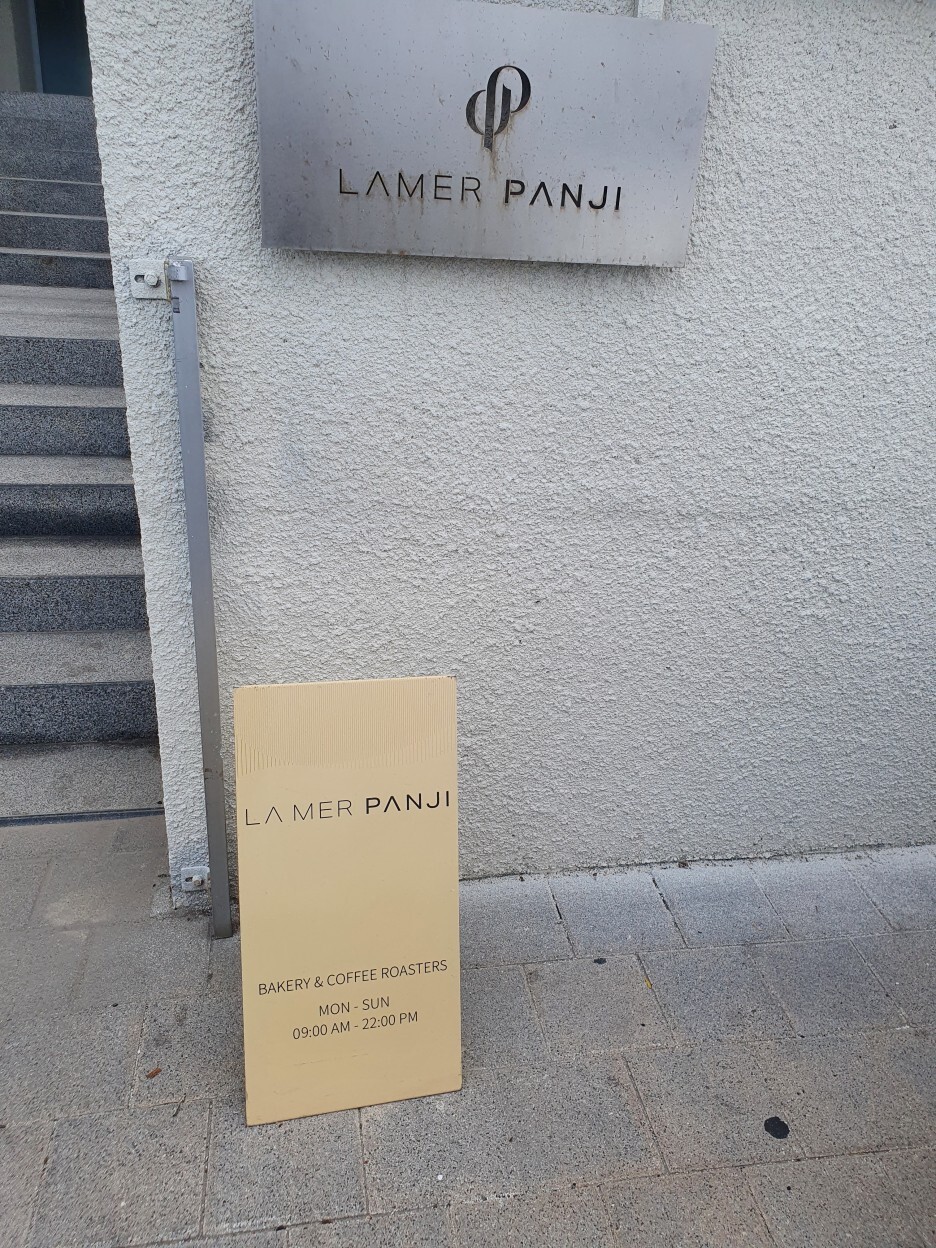 LAMER PANJI
LA MER PANJI
BAKERY & COFFEE ROASTERS
MON - SUN
09:00 AM - 22:00 PM